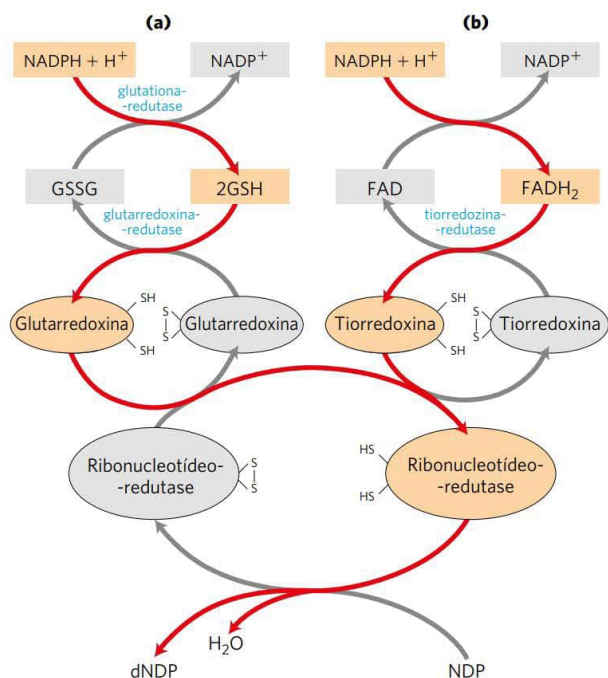 (a)
(b)
NADPH + H+
NADP+
NADPH + H+
NADP+
glutationa-
-redutase
GSSG
2GSH
FAD
FADH2
glutarredoxina-
-redutase
tiorredozina-
-redutase
SH
S
S
SH
S
S
Glutarredoxina
Glutarredoxina
Tiorredoxina
Tiorredoxina
SH
SH
Ribonucleotídeo-
-redutase
S
S
HS
HS
Ribonucleotídeo-
-redutase
H2O
dNDP
NDP